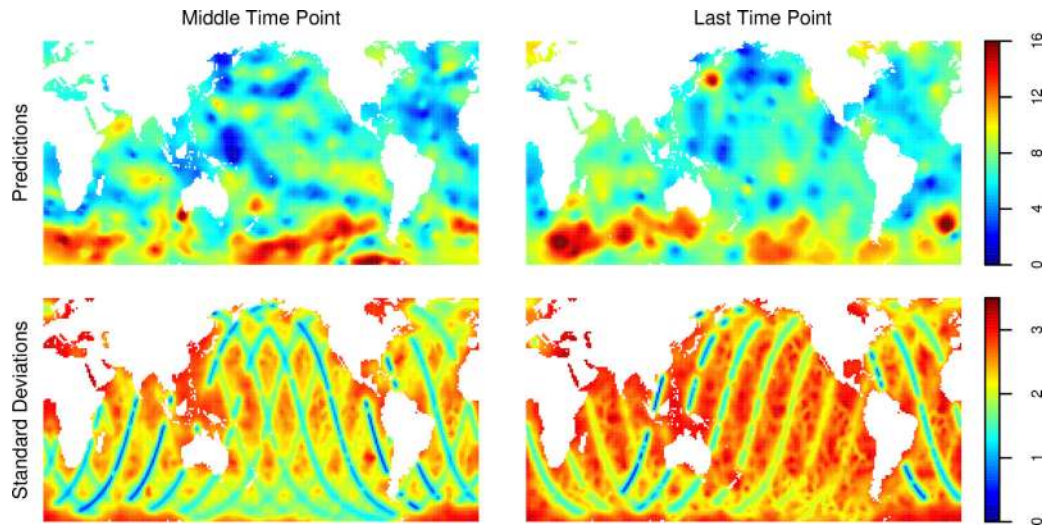 Middle Time Point
Last Time Point
Predictions
16
12
8
4
0
Standard Deviations
3
2
1
0